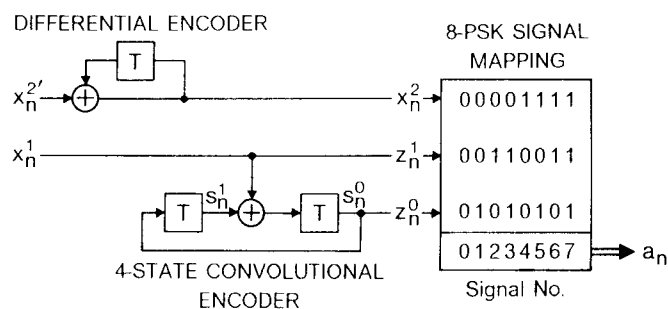 DIFFERENTIAL ENCODER
8-PSK SIGNAL
MAPPING
T
x_n^{2'}
+
x_n^2
00001111
x_n^1
z_n^1
00110011
T
s_n^1
+
T
s_n^0
z_n^0
01010101
01234567
a_n
4-STATE CONVOLUTIONAL
ENCODER
Signal No.